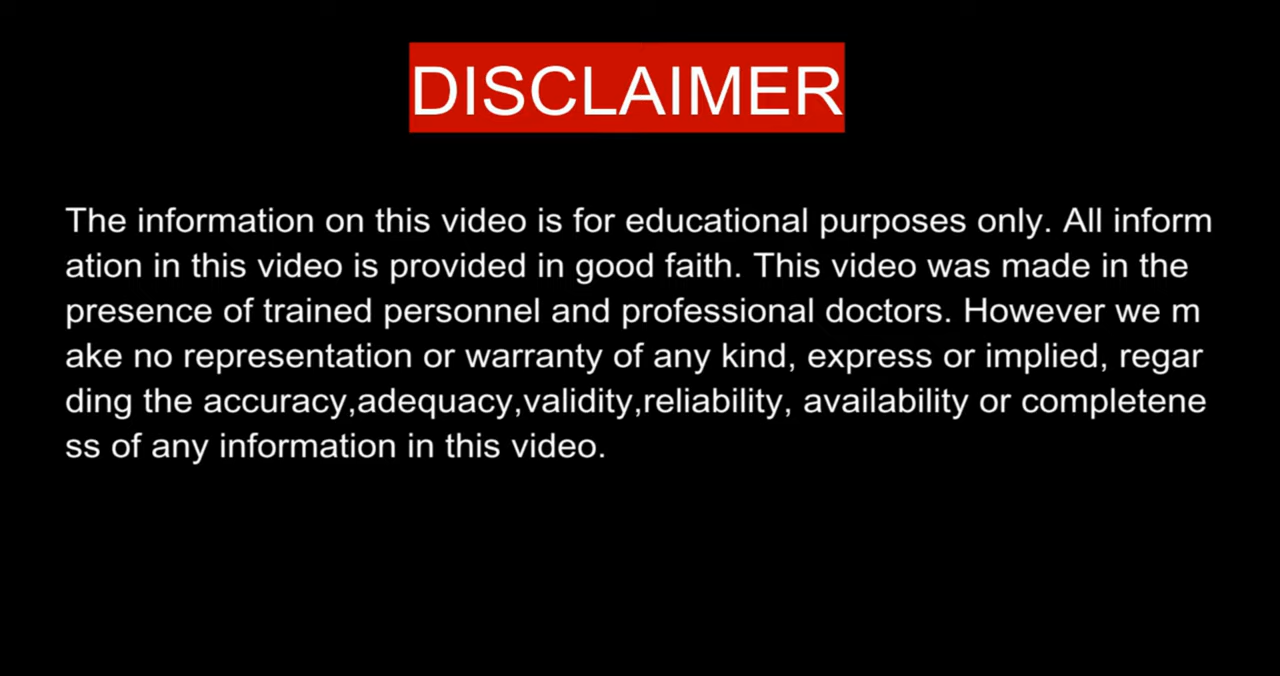 DISCLAIMER
The information on this video is for educational purposes only. All inform
ation in this video is provided in good faith. This video was made in the
presence of trained personnel and professional doctors. However we m
ake no representation or warranty of any kind, express or implied, regar
ding the accuracy,adequacy,validity,reliability, availability or completene
ss of any information in this video.